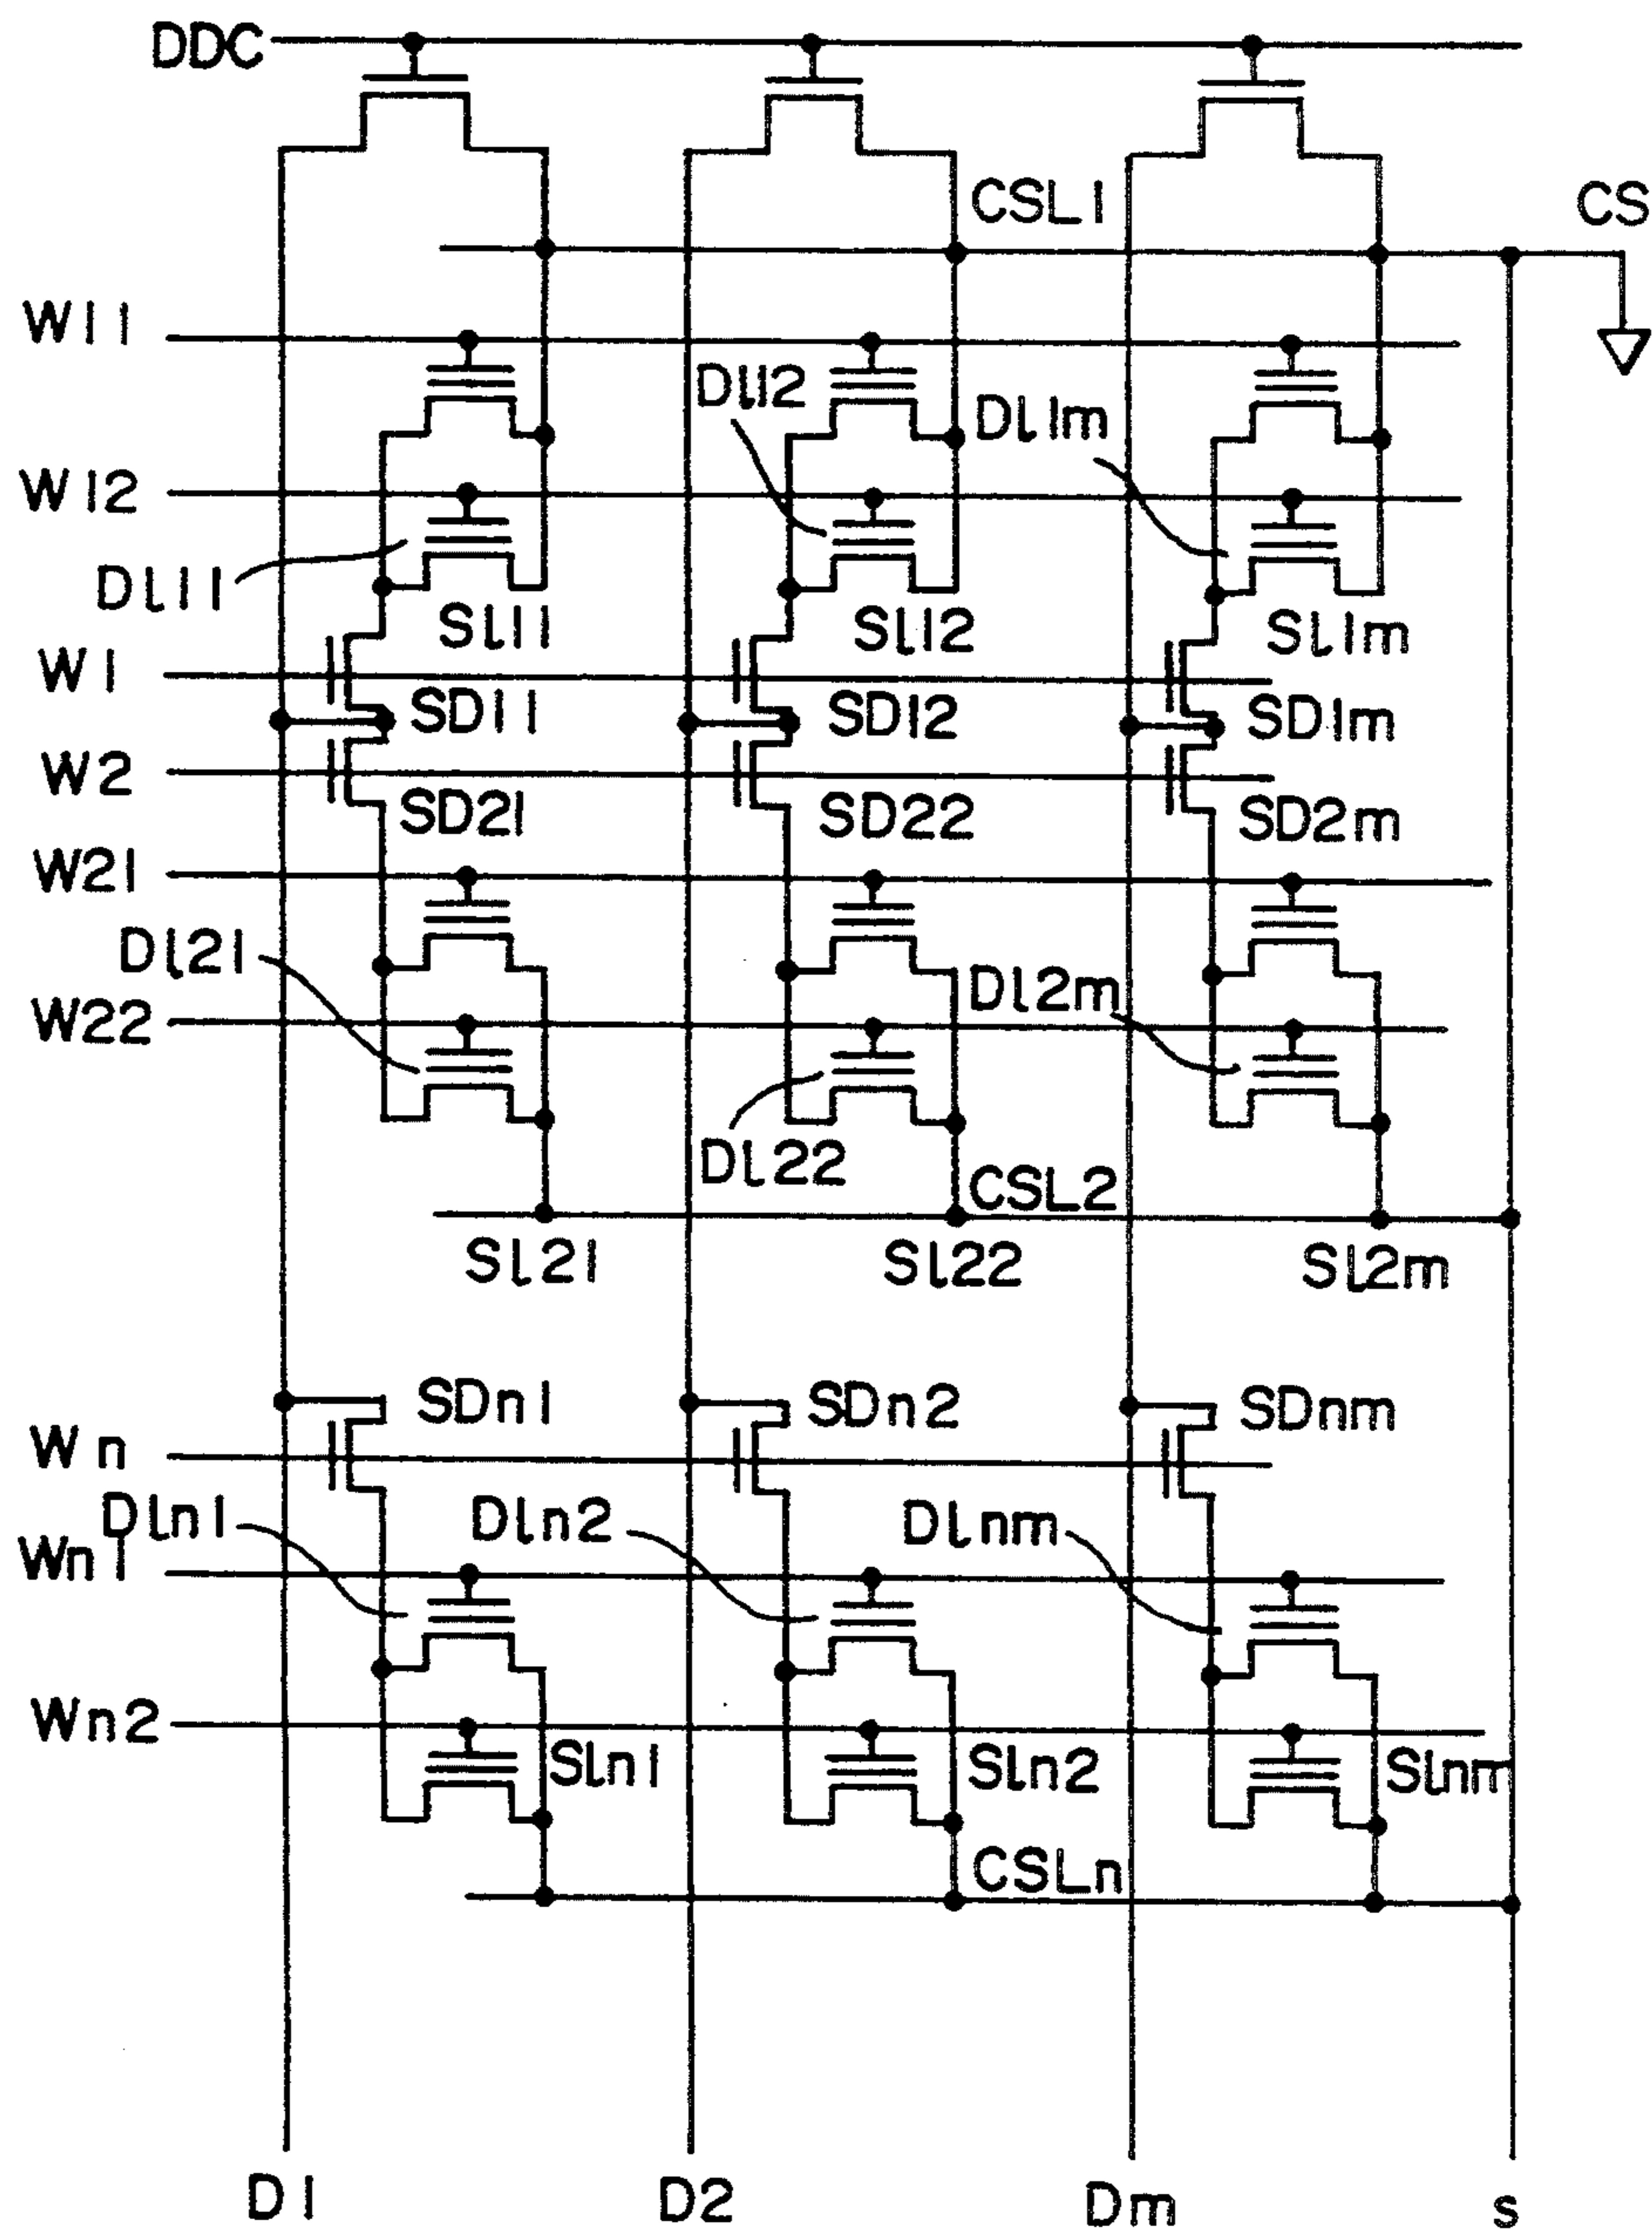 DDC
CSL1
CS
W11
Dl12
Dl1m
W12
Dl11
Sl11
Sl12
Sl1m
W1
SD11
SD12
SD1m
W2
SD21
SD22
SD2m
W21
Dl21
Dl2m
W22
Dl22
CSL2
Sl21
Sl22
Sl2m
SDn1
SDn2
SDnm
Wn
Dln1
Dln2
Dlnm
Wn1
Wn2
Sln1
Sln2
Slnm
CSLn
D1
D2
Dm
s